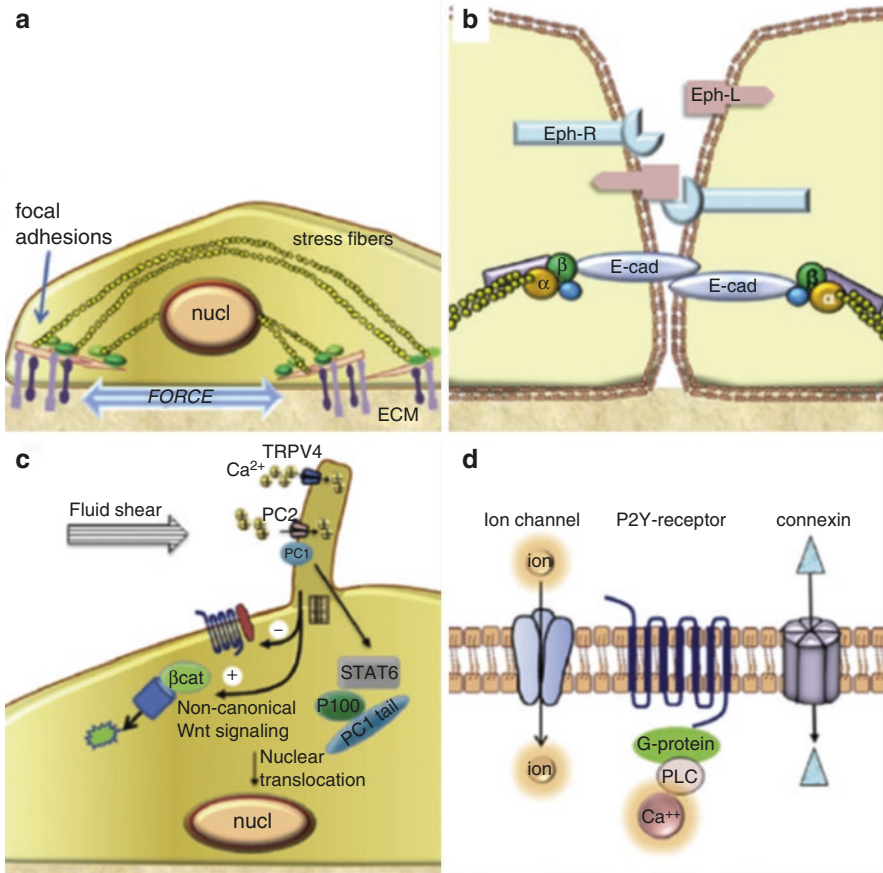 a
focal
adhesions
stress fibers
nucl
FORCE
ECM
b
Eph-L
Eph-R
β
E-cad
α
E-cad
β
α
c
TRPV4
Ca2+
Fluid shear
PC2
PC1
−
STAT6
βcat
+
P100
Non-canonical
Wnt signaling
PC1 tail
Nuclear
translocation
nucl
d
Ion channel
P2Y-receptor
connexin
ion
G-protein
ion
PLC
Ca++